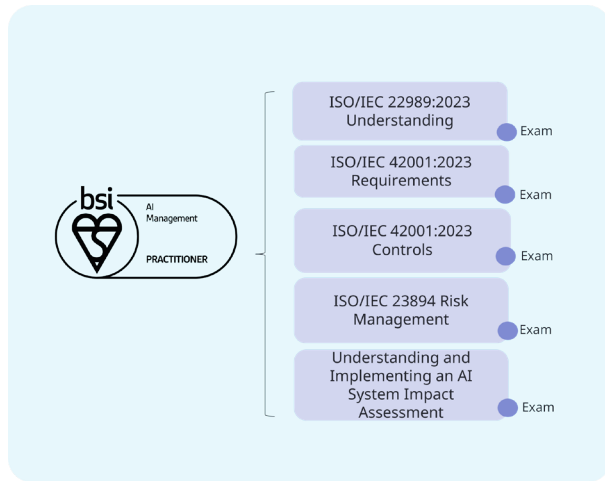 bsi
AI
Management
PRACTITIONER
ISO/IEC 22989:2023
Understanding
Exam
ISO/IEC 42001:2023
Requirements
Exam
ISO/IEC 42001:2023
Controls
Exam
ISO/IEC 23894 Risk
Management
Exam
Understanding and
Implementing an AI
System Impact
Assessment
Exam